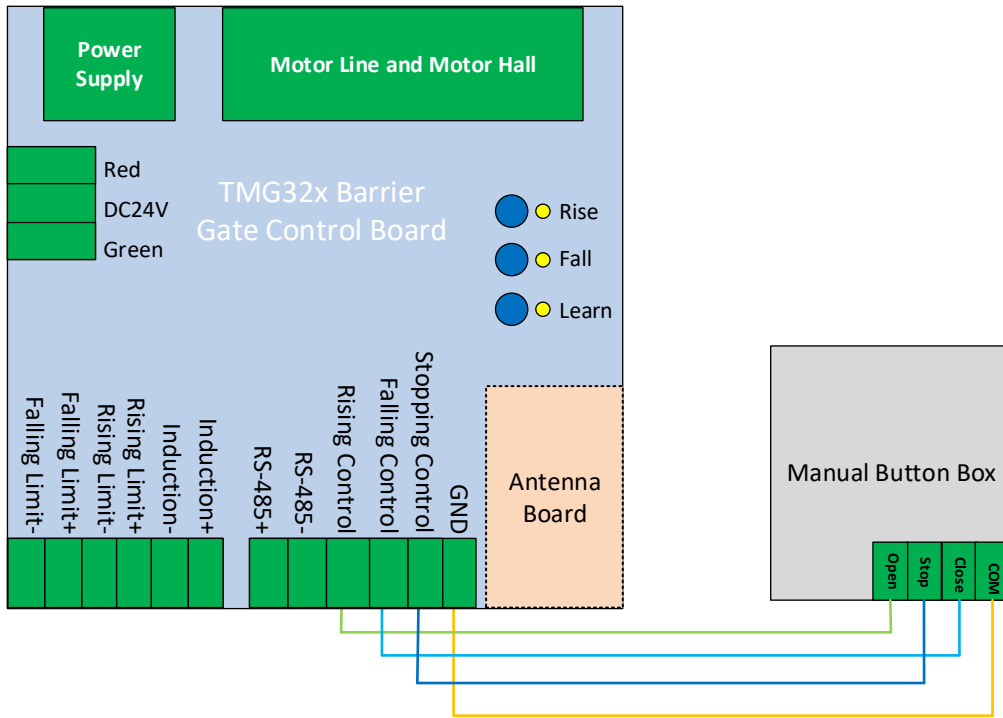 Power
Supply
Motor Line and Motor Hall
Red
DC24V
Green
TMG32x Barrier
Gate Control Board
Rise
Fall
Learn
Falling Limit-
Falling Limit+
Rising Limit-
Rising Limit+
Induction-
Induction+
RS-485+
RS-485-
Rising Control
Falling Control
Stopping Control
GND
Antenna
Board
Manual Button Box
Open
Stop
Close
COM